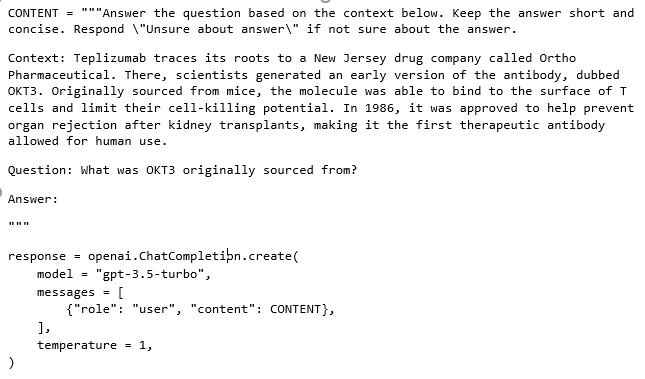 CONTENT = """Answer the question based on the context below. Keep the answer short and
concise. Respond \"Unsure about answer\" if not sure about the answer.
Context: Teplizumab traces its roots to a New Jersey drug company called Ortho
Pharmaceutical. There, scientists generated an early version of the antibody, dubbed
OKT3. Originally sourced from mice, the molecule was able to bind to the surface of T
cells and limit their cell-killing potential. In 1986, it was approved to help prevent
organ rejection after kidney transplants, making it the first therapeutic antibody
allowed for human use.
Question: What was OKT3 originally sourced from?
Answer:
"""
response = openai.ChatCompletion.create(
    model = "gpt-3.5-turbo",
    messages = [
        {"role": "user", "content": CONTENT},
    ],
    temperature = 1,
)